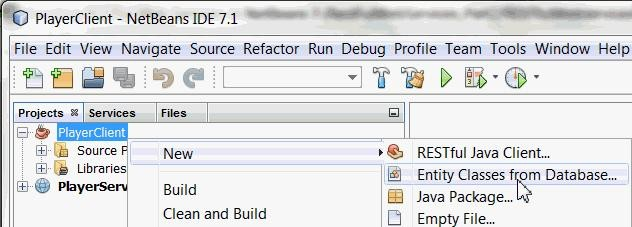 PlayerClient - NetBeans IDE 7.1
File Edit View Navigate Source Refactor Run Debug Profile Team Tools Window Help
Projects Services Files
PlayerClient
Source P
Libraries
PlayerServ
New
Build
Clean and Build
RESTful Java Client...
Entity Classes from Database...
Java Package...
Empty File...